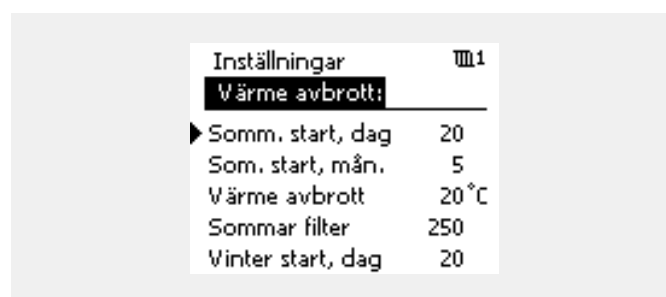 Inställningar 1
Värme avbrott:
Somm. start, dag 20
Som. start, mån. 5
Värme avbrott 20°C
Sommar filter 250
Vinter start, dag 20